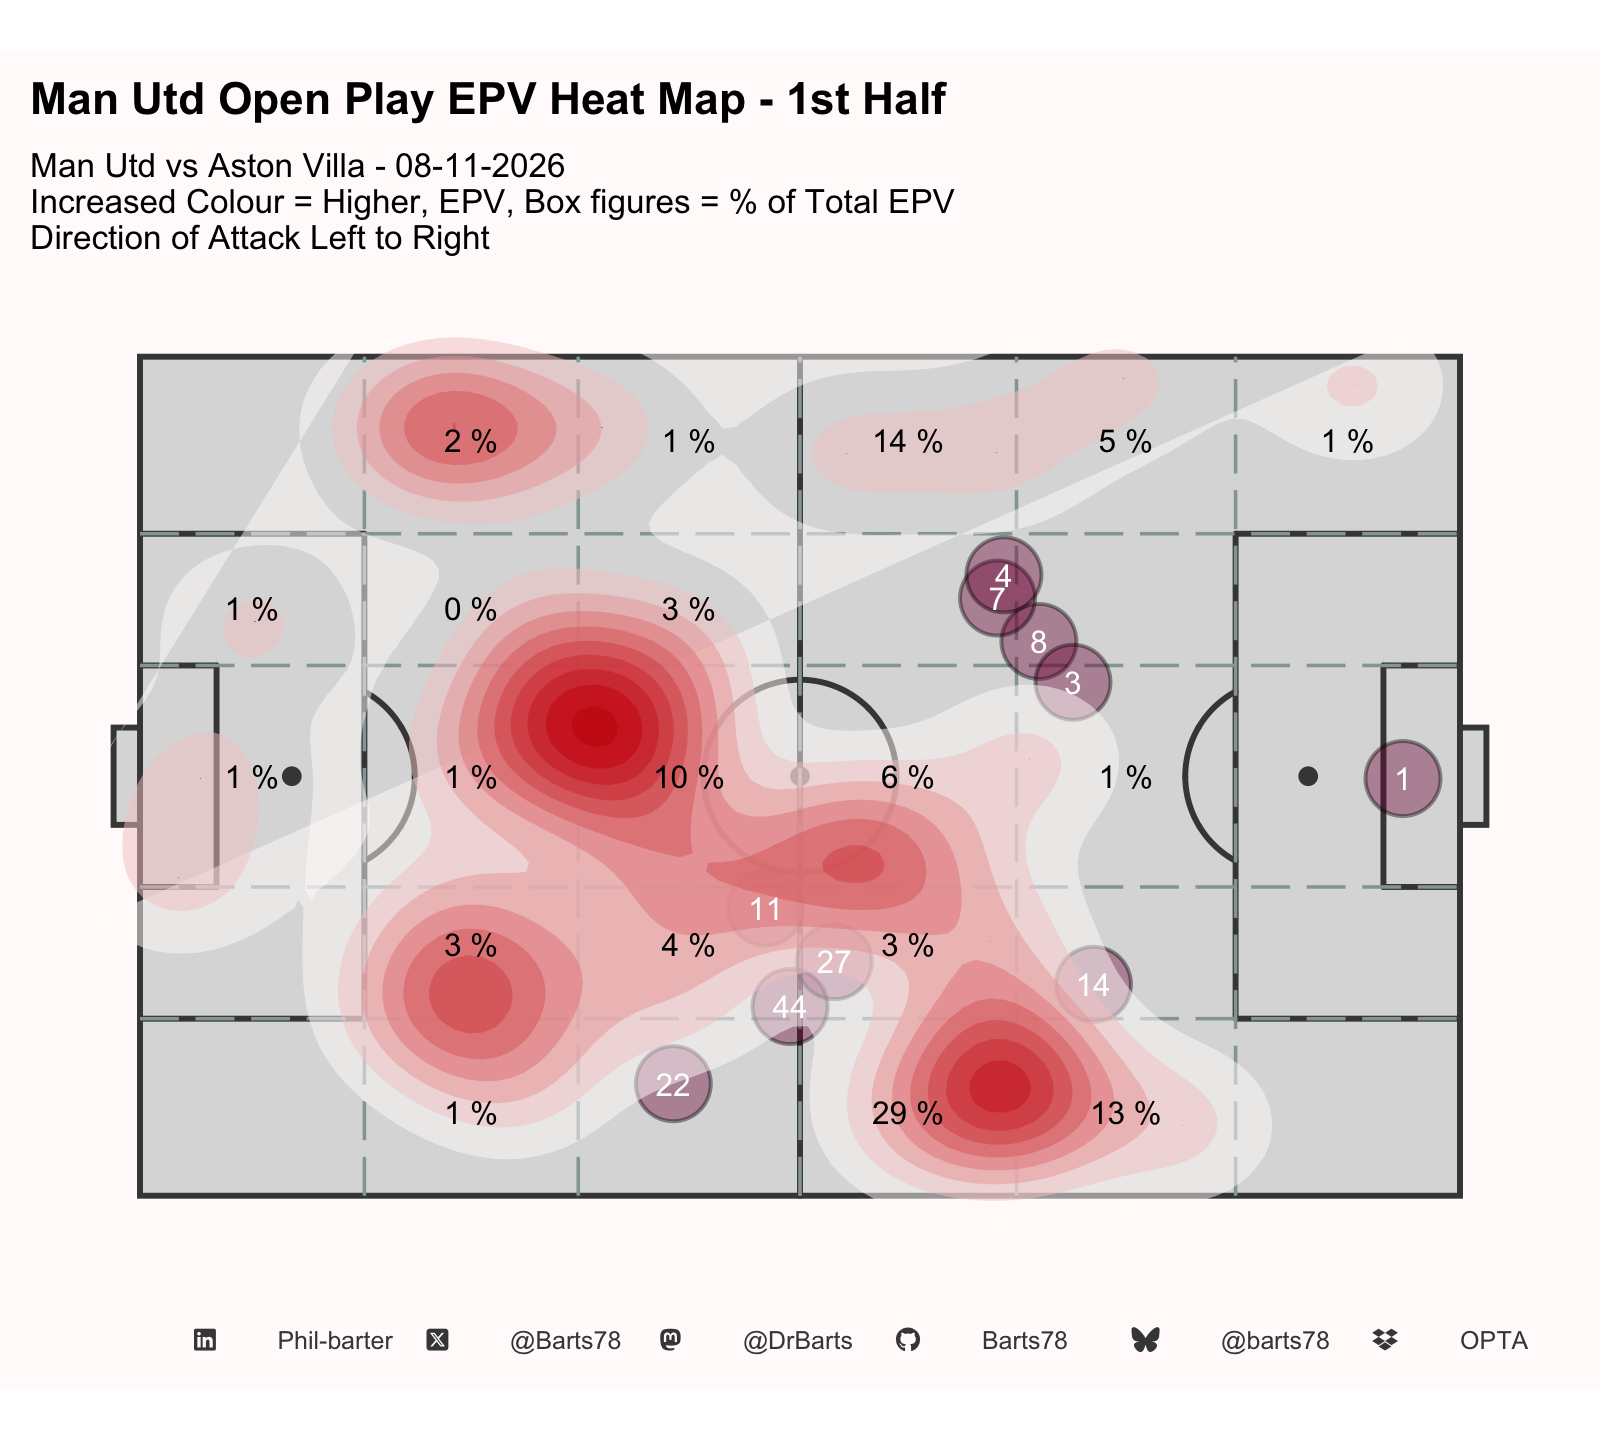 Man Utd Open Play EPV Heat Map - 1st Half
Man Utd vs Aston Villa - 08-11-2026
Increased Colour = Higher, EPV, Box figures = % of Total EPV
Direction of Attack Left to Right
2 % 1 % 14 % 5 % 1 %
4
7
1 % 0 % 3 %
8
3
1 % 1 % 10 % 6 % 1 % 1
11
3 % 4 % 3 %
27
14
44
22
1 % 29 % 13 %
Phil-barter @Barts78 @DrBarts Barts78 @barts78 OPTA